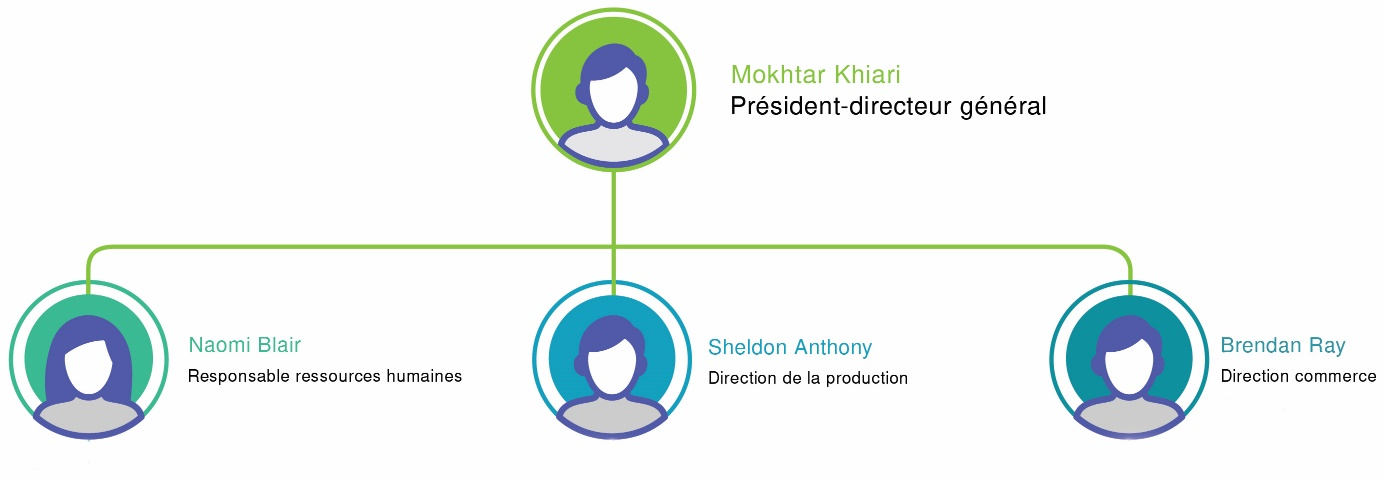 Mokhtar Khiari
Président-directeur général
Naomi Blair
Responsable ressources humaines
Sheldon Anthony
Direction de la production
Brendan Ray
Direction commerce